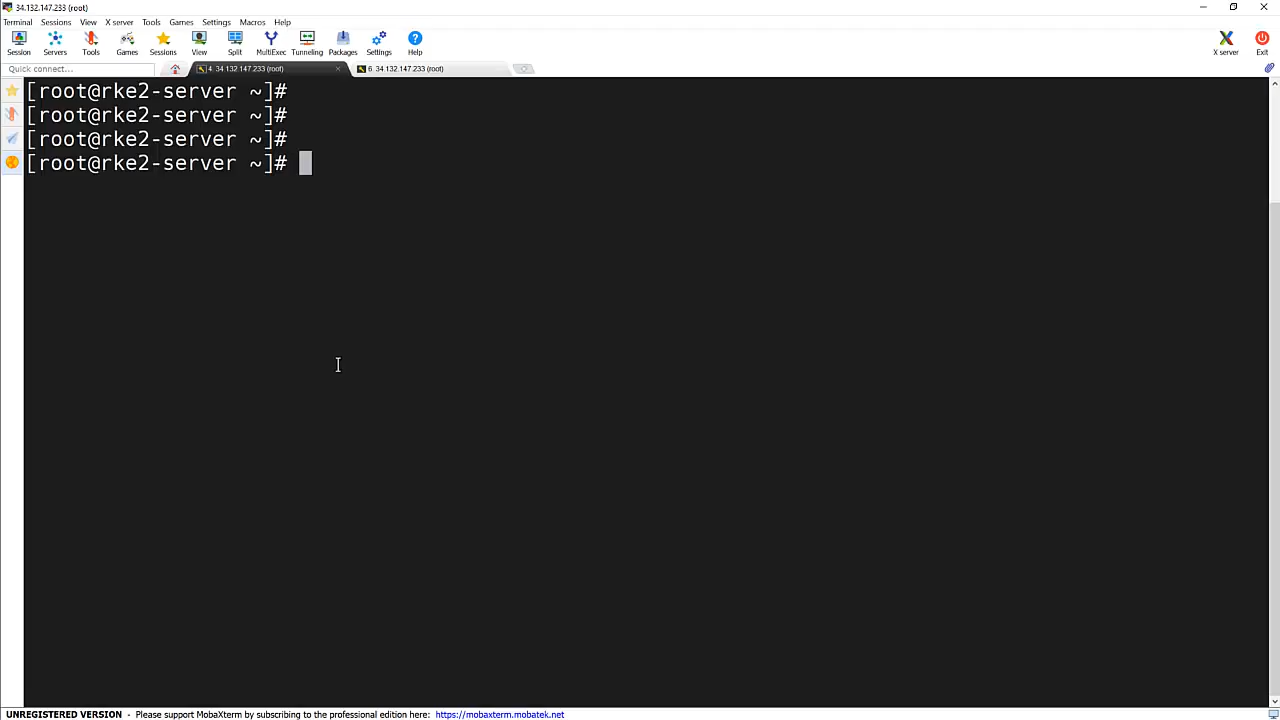 34.132.147.233 (root)
Terminal Sessions View X server Tools Games Settings Macros Help
Session Servers Tools Games Sessions View Split MultiExec Tunneling Packages Settings Help X server Exit
Quick connect... 4. 34.132.147.233 (root) 6. 34.132.147.233 (root)
[root@rke2-server ~]#
[root@rke2-server ~]#
[root@rke2-server ~]#
[root@rke2-server ~]#
UNREGISTERED VERSION - Please support MobaXterm by subscribing to the professional edition here: https://mobaxterm.mobatek.net